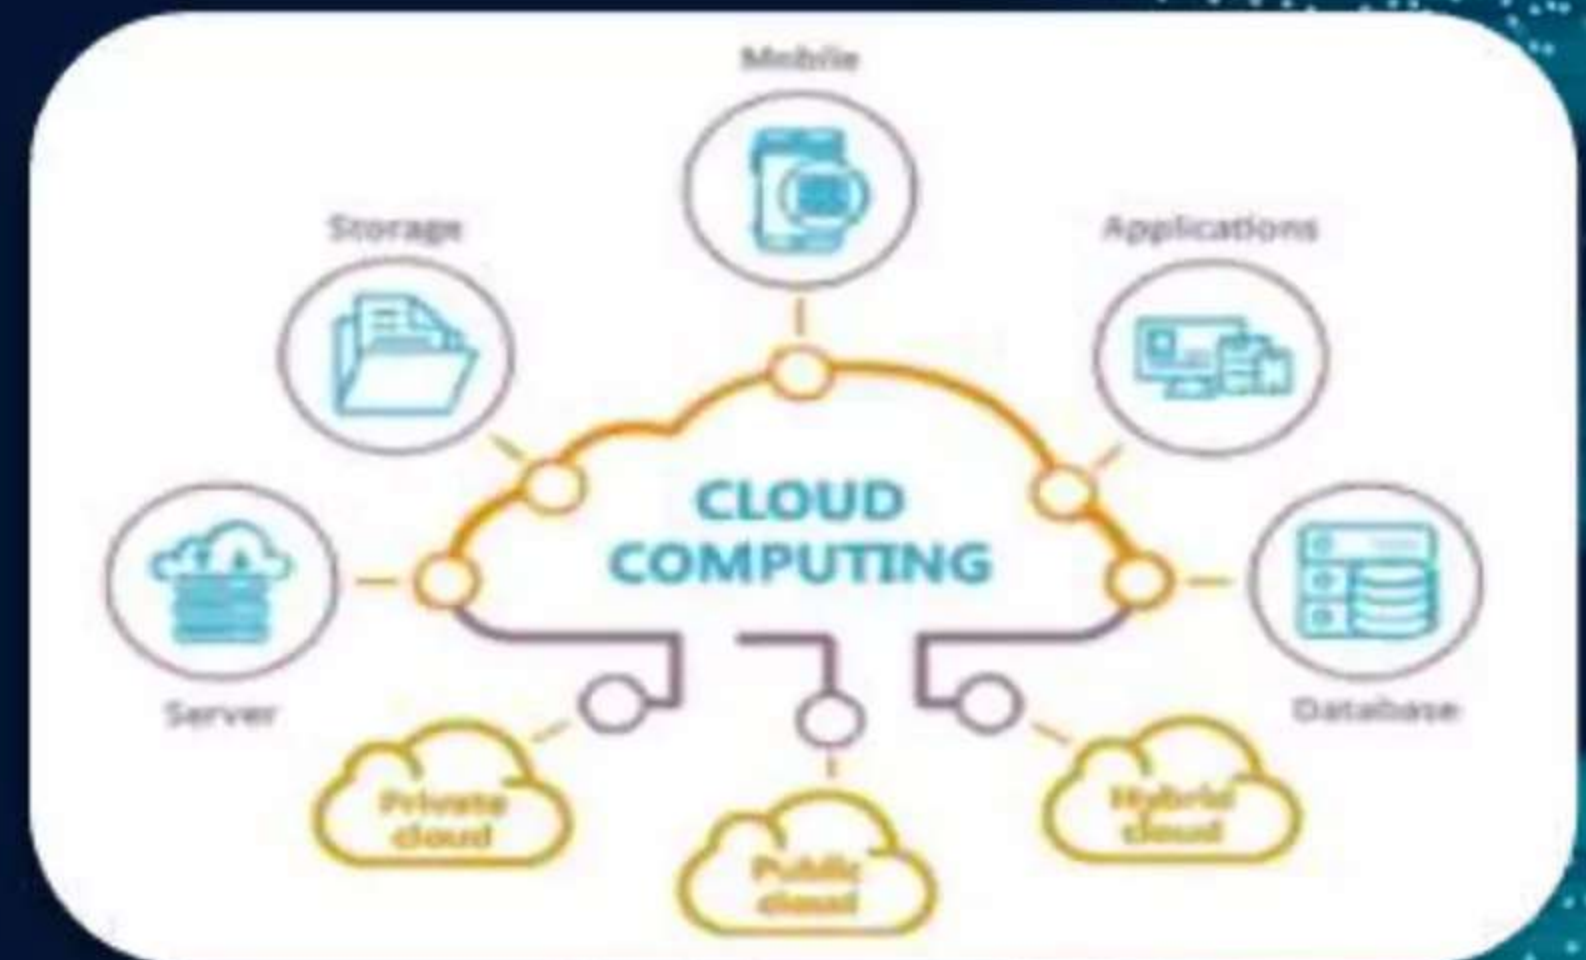 Mobile
Storage
Applications
CLOUD
COMPUTING
Server
Database
Private
cloud
Public
cloud
Hybrid
cloud